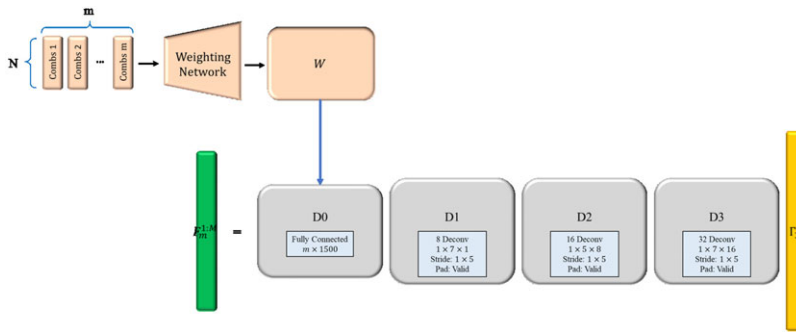 m
N
Combs 1
Combs 2
...
Combs m
Weighting
Network
W
D0
Fully Connected
m × 1500
D1
8 Deconv
1 × 7 × 1
Stride: 1 × 5
Pad: Valid
D2
16 Deconv
1 × 5 × 8
Stride: 1 × 5
Pad: Valid
D3
32 Deconv
1 × 7 × 16
Stride: 1 × 5
Pad: Valid
=